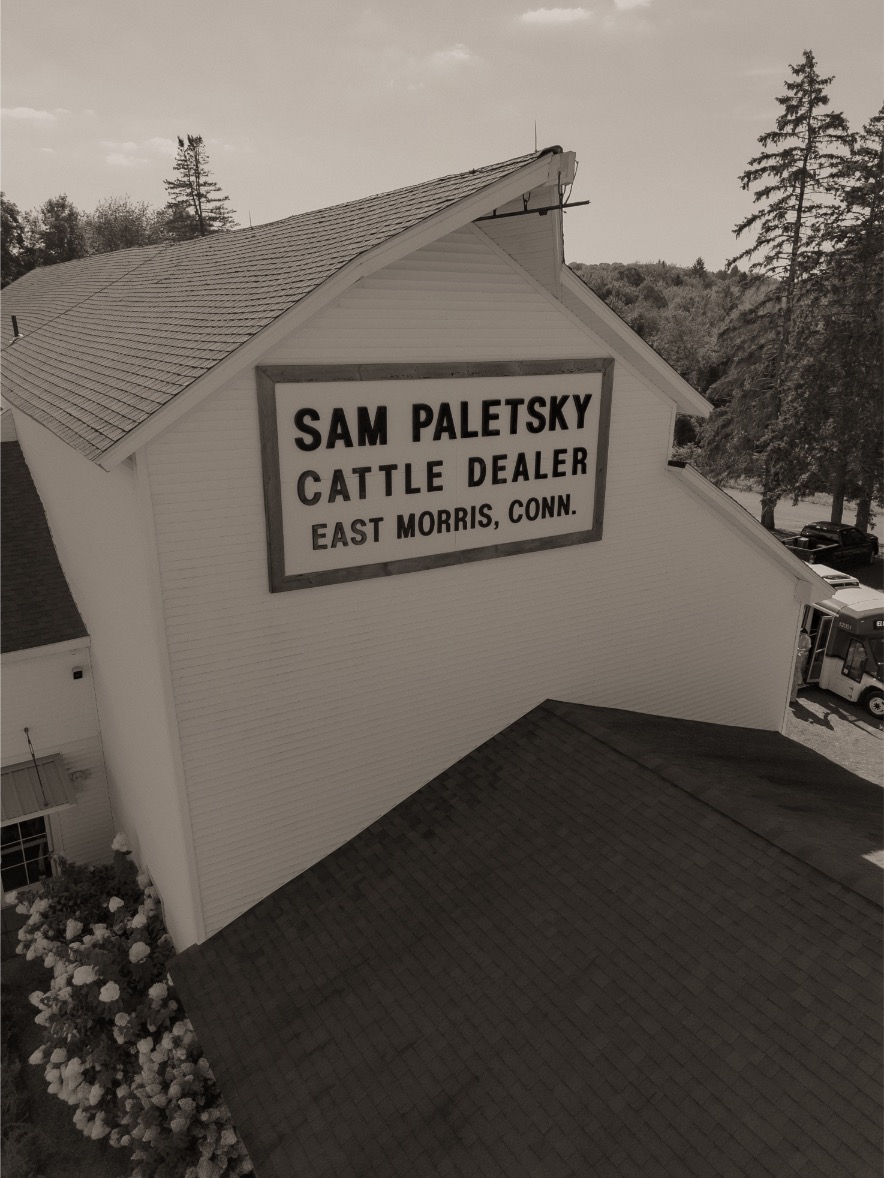 SAM PALETSKY
CATTLE DEALER
EAST MORRIS, CONN.